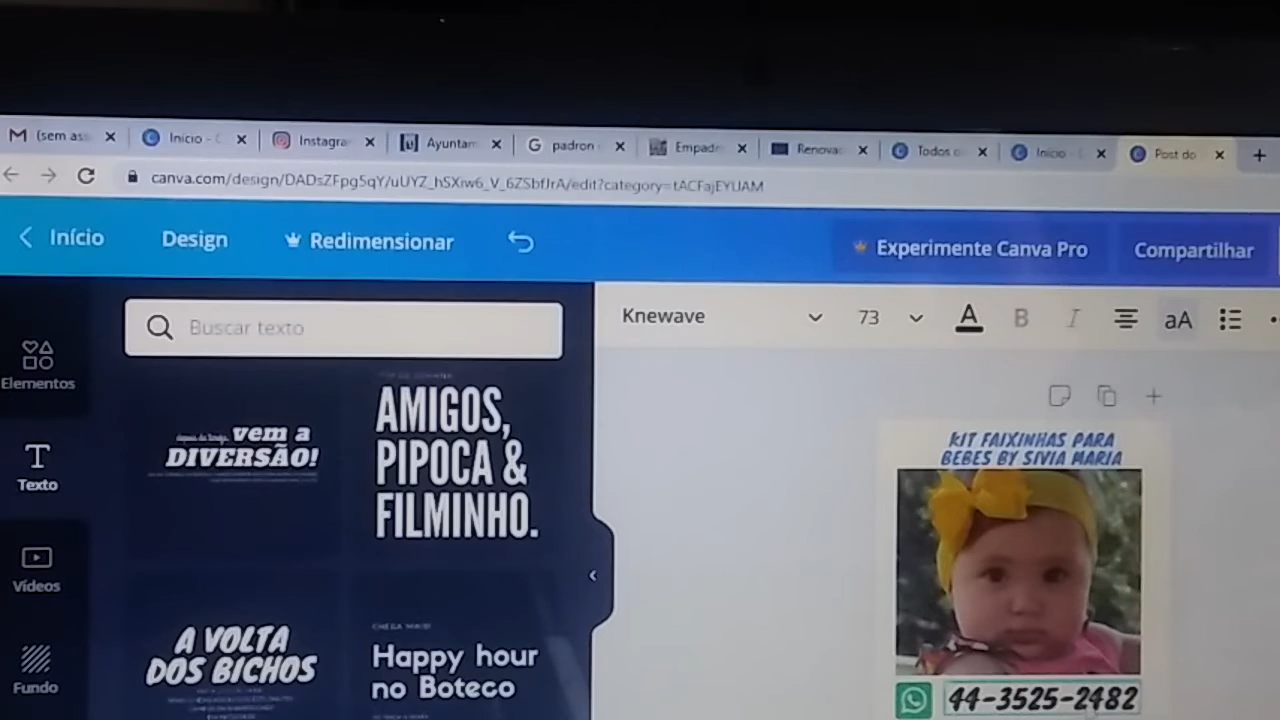 (sem ass
Início - C
Instagra
Ayuntam
padron
Empadr
Renovac
Todos o
Início - C
Post do
canva.com/design/DADsZFpg5qY/uUYZ_hSXiw6_V_6ZSbfJrA/edit?category=tACFajEYUAM
Início
Design
Redimensionar
Experimente Canva Pro
Compartilhar
Buscar texto
Knewave
73
A
B
I
aA
Elementos
Texto
Vídeos
Fundo
vem a
DIVERSÃO!
AMIGOS,
PIPOCA &
FILMINHO.
A VOLTA
DOS BICHOS
CHEGA MAIS!
Happy hour
no Boteco
KIT FAIXINHAS PARA
BEBES BY SIVIA MARIA
44-3525-2482